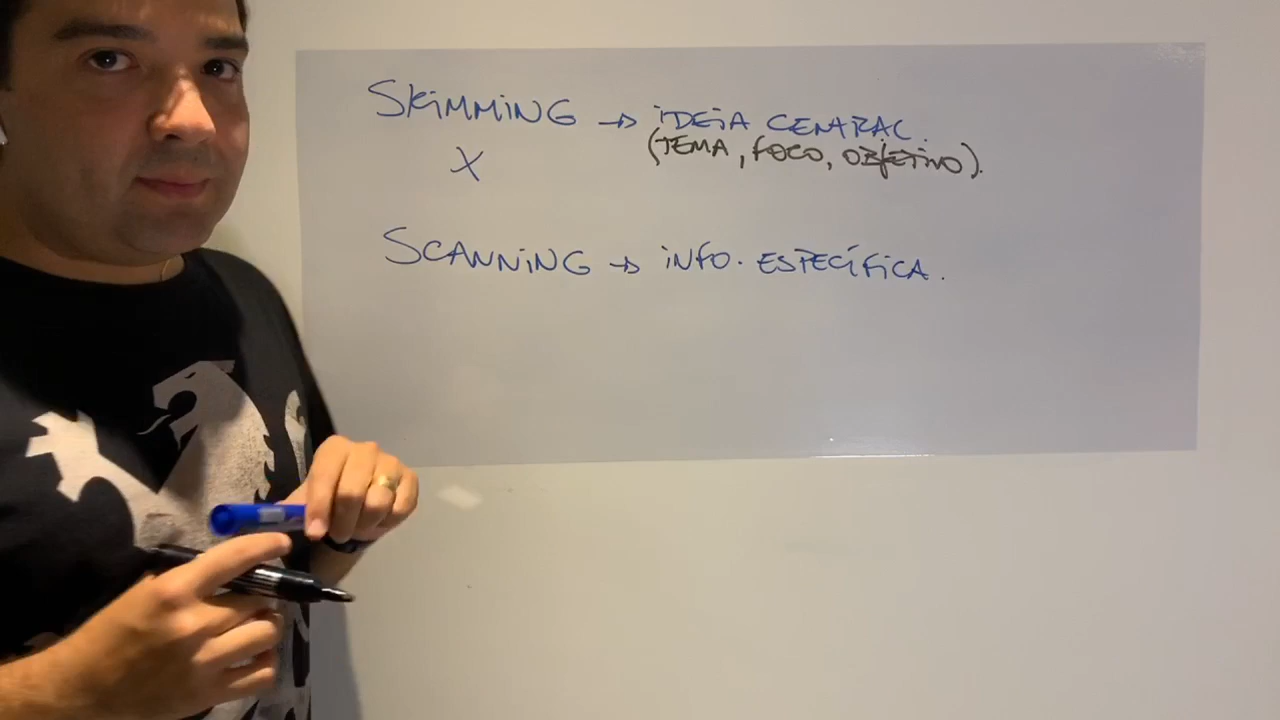 SKiMMiNG → iDEiA CENTRAL.
(TEMA, FOCO, OBJETIVO).
X
SCANNiNG → iNFO. ESPECÍFiCA.